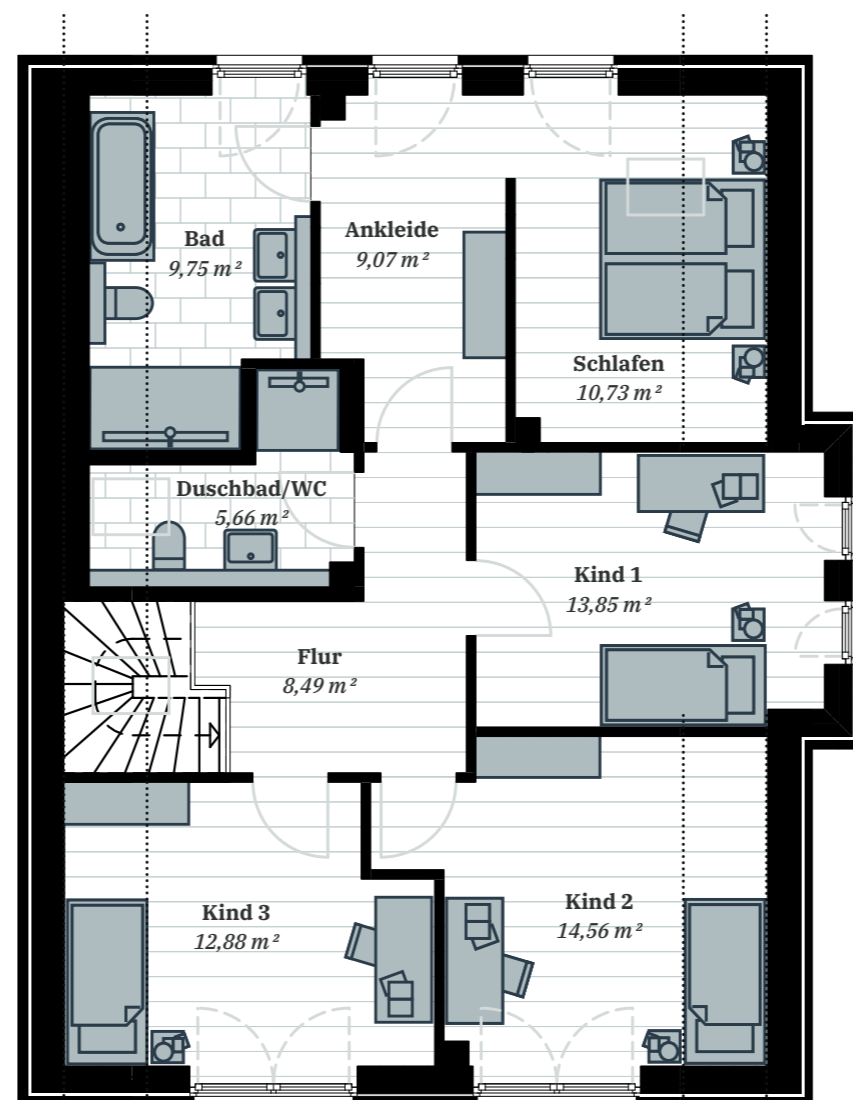 Bad
9,75 m²
Ankleide
9,07 m²
Schlafen
10,73 m²
Duschbad/WC
5,66 m²
Kind 1
13,85 m²
Flur
8,49 m²
Kind 3
12,88 m²
Kind 2
14,56 m²